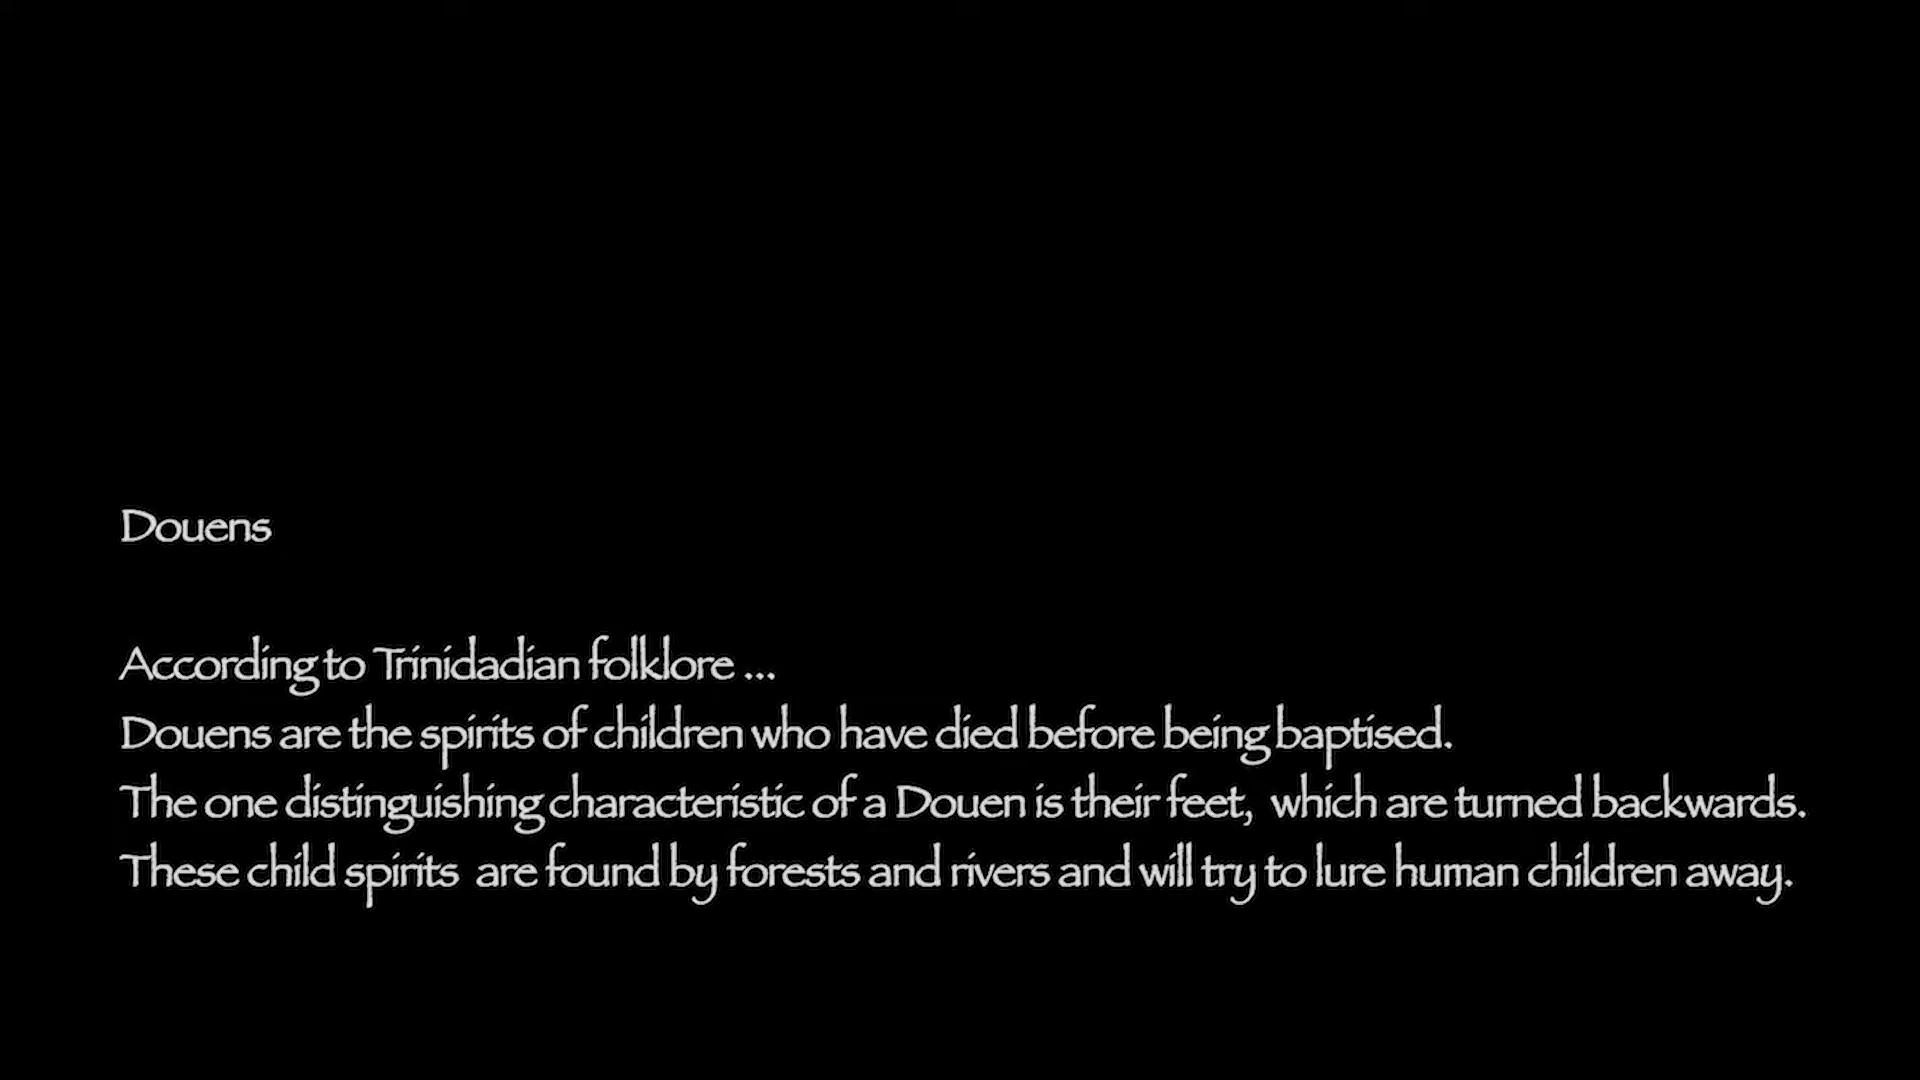 Douens
According to Trinidadian folklore ...
Douens are the spirits of children who have died before being baptised.
The one distinguishing characteristic of a Douen is their feet,  which are turned backwards.
These child spirits  are found by forests and rivers and will try to lure human children away.